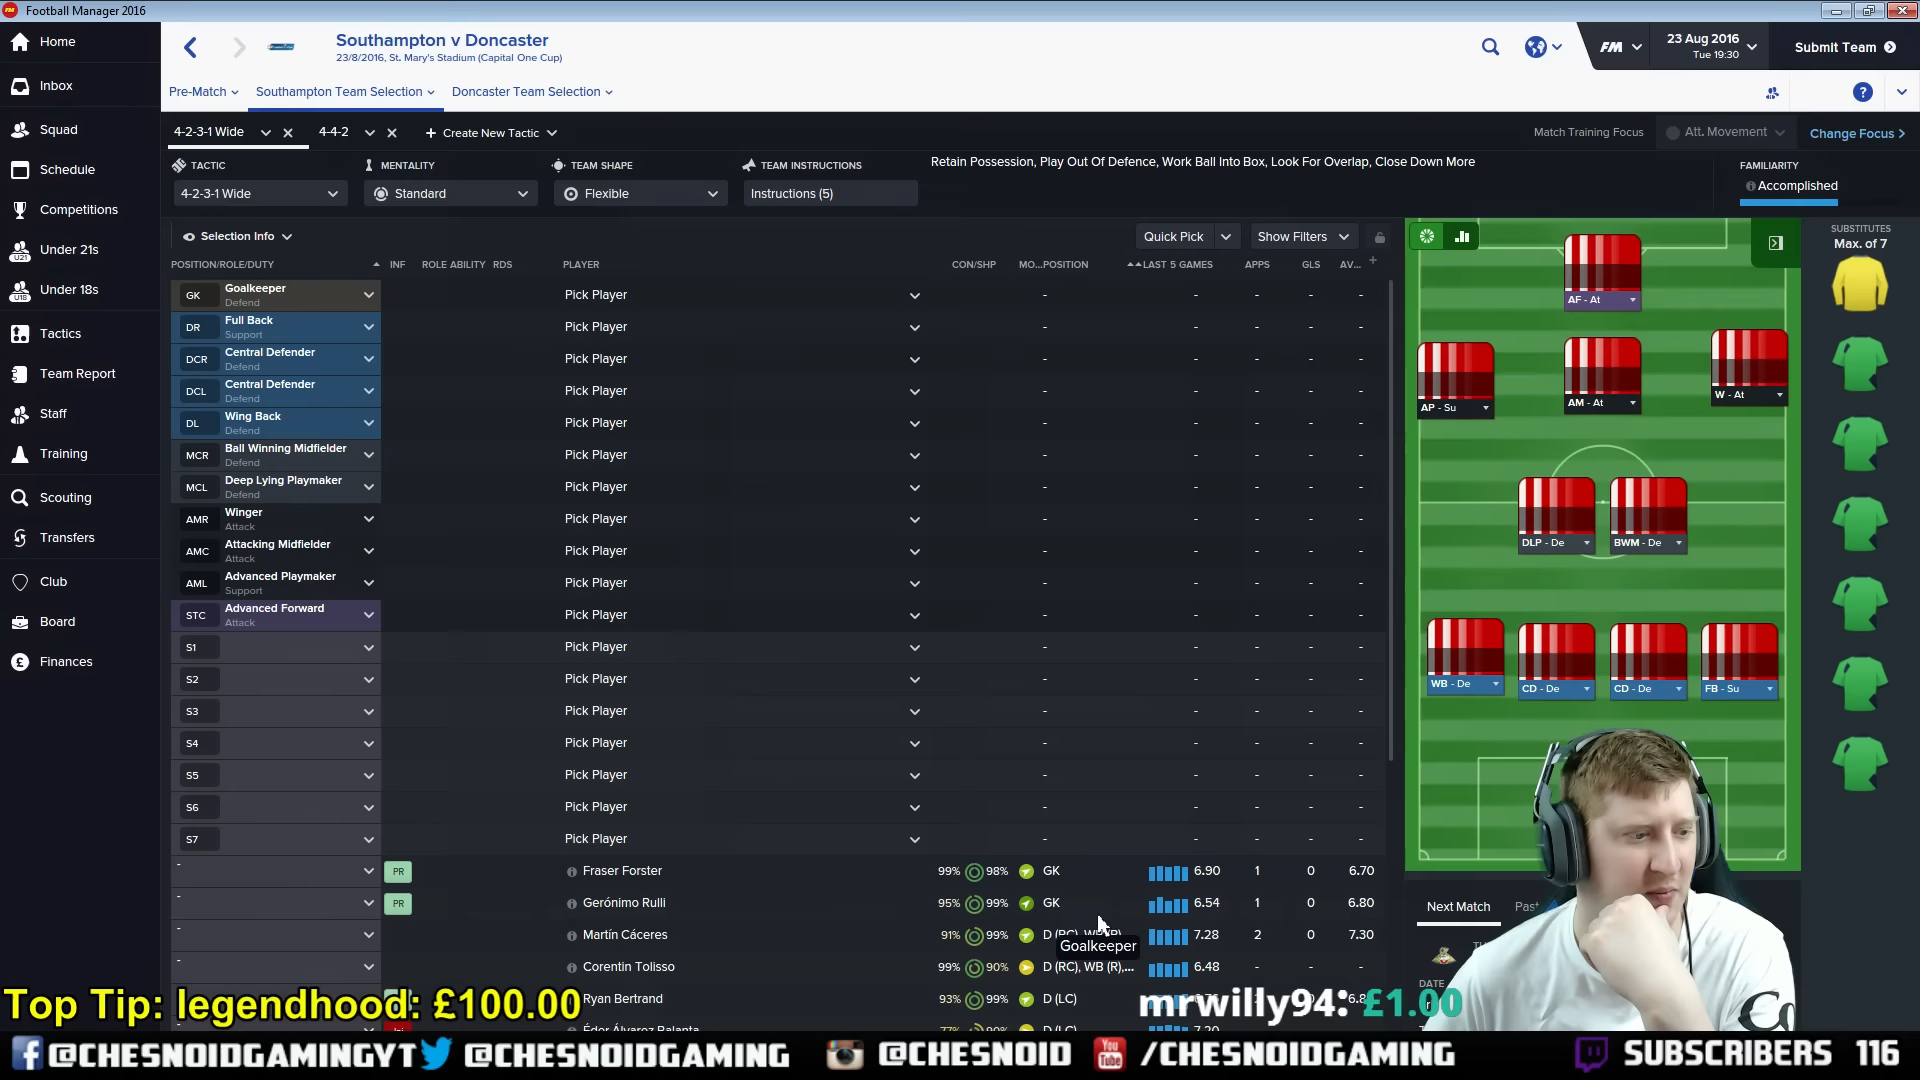 Football Manager 2016
Home
Inbox
Squad
Schedule
Competitions
Under 21s
Under 18s
Tactics
Team Report
Staff
Training
Scouting
Transfers
Club
Board
Finances
Southampton v Doncaster
23/8/2016, St. Mary's Stadium (Capital One Cup)
FM
23 Aug 2016
Tue 19:30
Submit Team
Pre-Match
Southampton Team Selection
Doncaster Team Selection
4-2-3-1 Wide
4-4-2
Create New Tactic
Match Training Focus
Att. Movement
Change Focus
TACTIC
MENTALITY
TEAM SHAPE
TEAM INSTRUCTIONS
Retain Possession, Play Out Of Defence, Work Ball Into Box, Look For Overlap, Close Down More
4-2-3-1 Wide
Standard
Flexible
Instructions (5)
FAMILIARITY
Accomplished
Selection Info
Quick Pick
Show Filters
POSITION/ROLE/DUTY INF ROLE ABILITY RDS PLAYER CON/SHP MO... POSITION LAST 5 GAMES APPS GLS AV...
GK Goalkeeper Defend Pick Player - - - - -
DR Full Back Support Pick Player - - - - -
DCR Central Defender Defend Pick Player - - - - -
DCL Central Defender Defend Pick Player - - - - -
DL Wing Back Defend Pick Player - - - - -
MCR Ball Winning Midfielder Defend Pick Player - - - - -
MCL Deep Lying Playmaker Defend Pick Player - - - - -
AMR Winger Attack Pick Player - - - - -
AMC Attacking Midfielder Attack Pick Player - - - - -
AML Advanced Playmaker Support Pick Player - - - - -
STC Advanced Forward Attack Pick Player - - - - -
S1 Pick Player - - - - -
S2 Pick Player - - - - -
S3 Pick Player - - - - -
S4 Pick Player - - - - -
S5 Pick Player - - - - -
S6 Pick Player - - - - -
S7 Pick Player - - - - -
- PR Fraser Forster 99% 98% GK 6.90 1 0 6.70
- PR Gerónimo Rulli 95% 99% GK 6.54 1 0 6.80
- Martín Cáceres 91% 99% D (RC), WB (R) 7.28 2 0 7.30
Goalkeeper
- Corentin Tolisso 99% 90% D (RC), WB (R),... 6.48 - - -
Ryan Bertrand 93% 99% D (LC)
Éder Álvarez Balanta 77% 90% D (LC) 7.20
SUBSTITUTES
Max. of 7
AF - At
AP - Su
AM - At
W - At
DLP - De
BWM - De
WB - De
CD - De
CD - De
FB - Su
Next Match
Past
DATE
Top Tip: legendhood: £100.00
mrwilly94: £1.00
@CHESNOIDGAMINGYT
@CHESNOIDGAMING
@CHESNOID
You Tube
/CHESNOIDGAMING
SUBSCRIBERS 116